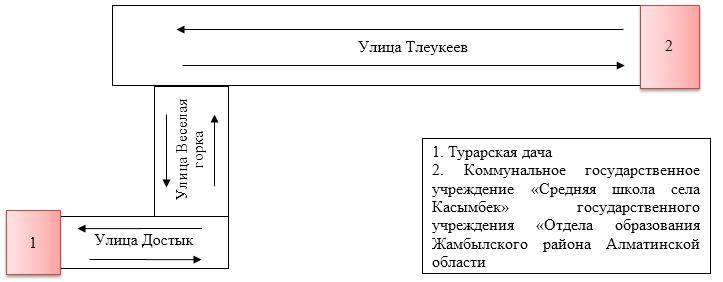 Улица Тлеукеев
2
Улица Веселая
горка
1. Турарская дача
2. Коммунальное государственное
учреждение «Средняя школа села
Касымбек» государственного
учреждения «Отдела образования
Жамбылского района Алматинской
области
1
Улица Достык